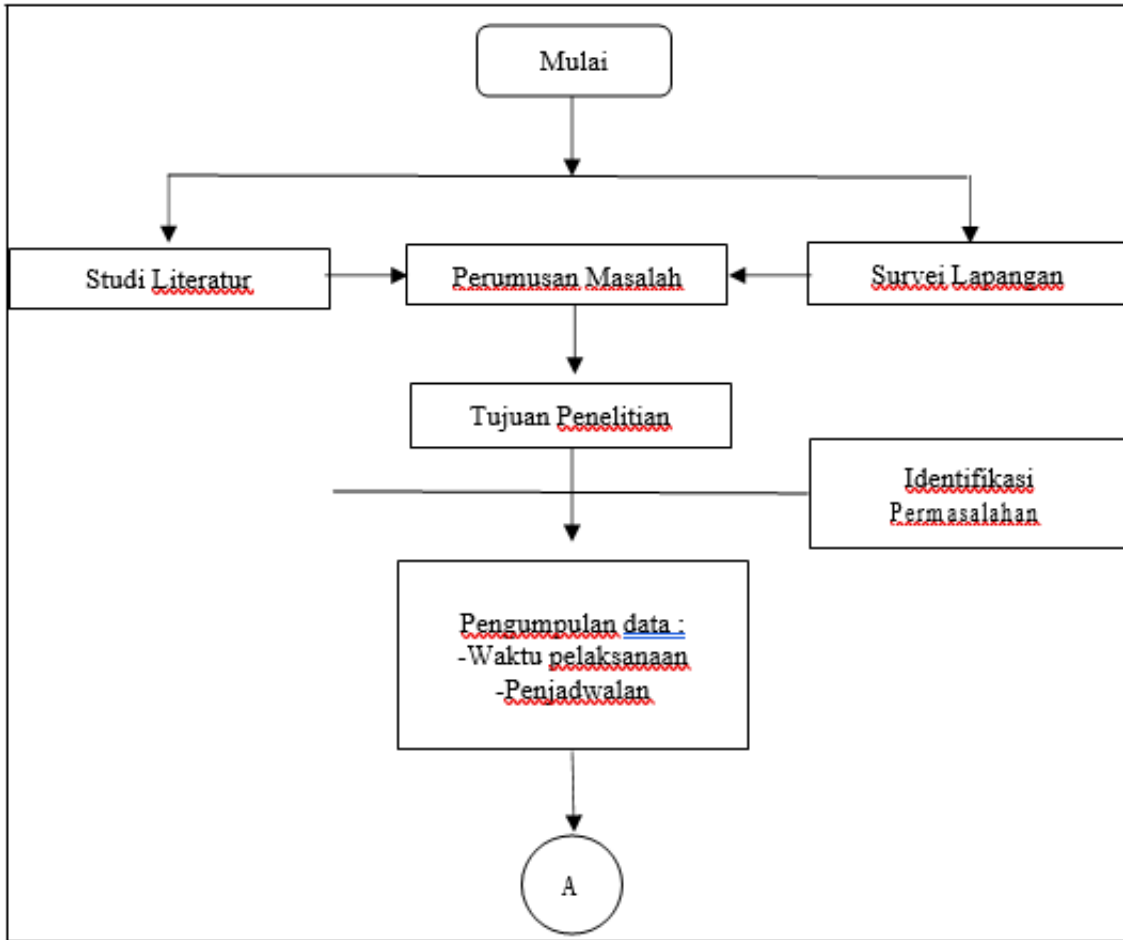 Mulai
Studi Literatur
Perumusan Masalah
Survei Lapangan
Tujuan Penelitian
Identifikasi
Permasalahan
Pengumpulan data :
-Waktu pelaksanaan
-Penjadwalan
A